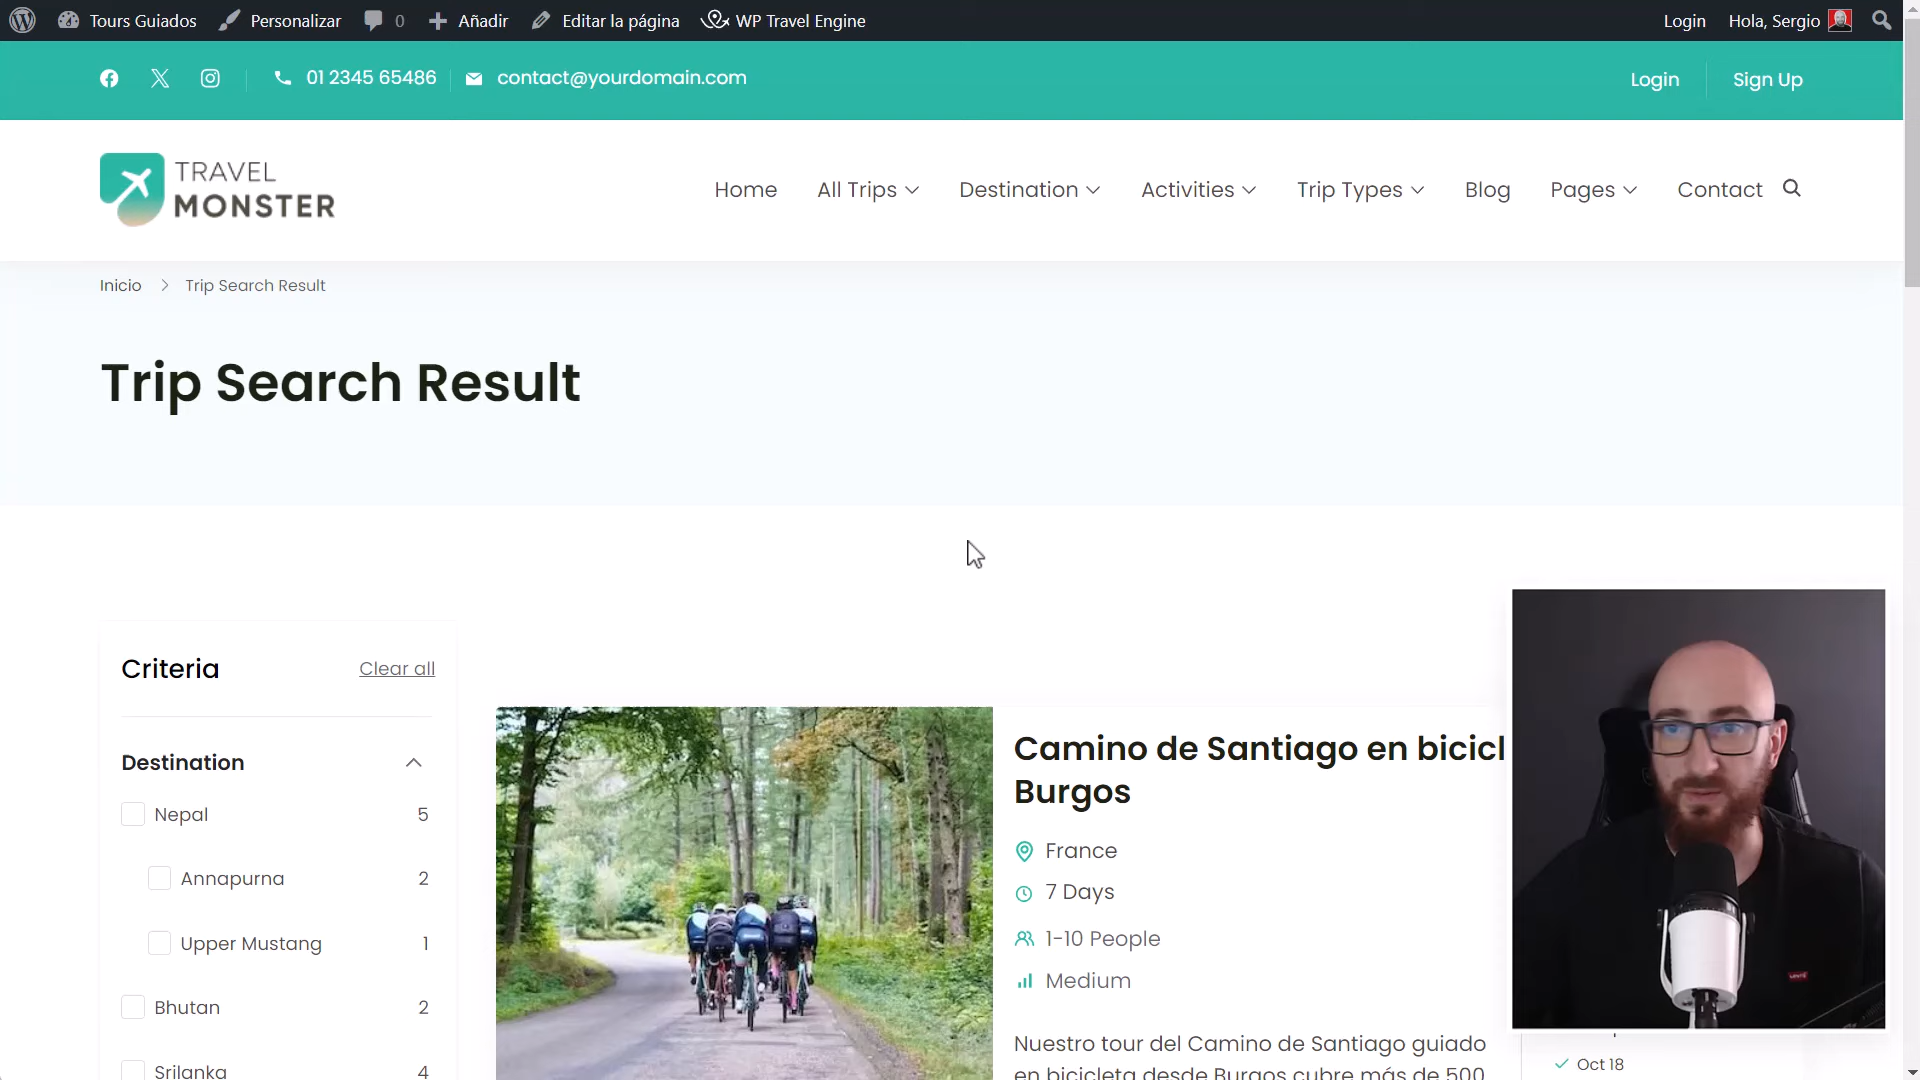 Tours Guiados
Personalizar
0
Añadir
Editar la página
WP Travel Engine
Login
Hola, Sergio
01 2345 65486
contact@yourdomain.com
Login
Sign Up
TRAVEL
MONSTER
Home
All Trips
Destination
Activities
Trip Types
Blog
Pages
Contact
Inicio
Trip Search Result
Trip Search Result
Criteria
Clear all
Destination
Nepal 5
Annapurna 2
Upper Mustang 1
Bhutan 2
Srilanka 4
Camino de Santiago en bicicl
Burgos
France
7 Days
1-10 People
Medium
Nuestro tour del Camino de Santiago guiado
en bicicleta desde Burgos cubre más de 500
Oct 18